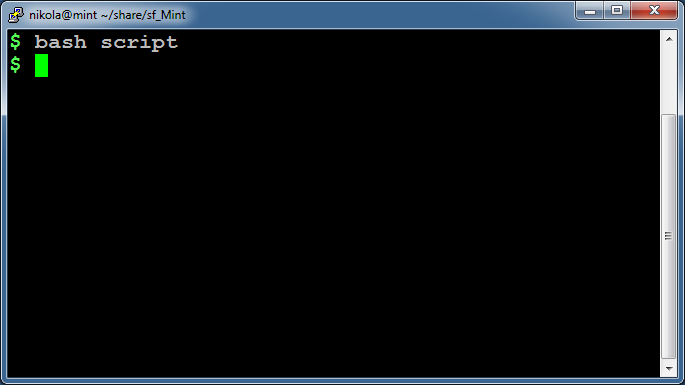 nikola@mint ~/share/sf_Mint
$ bash script
$